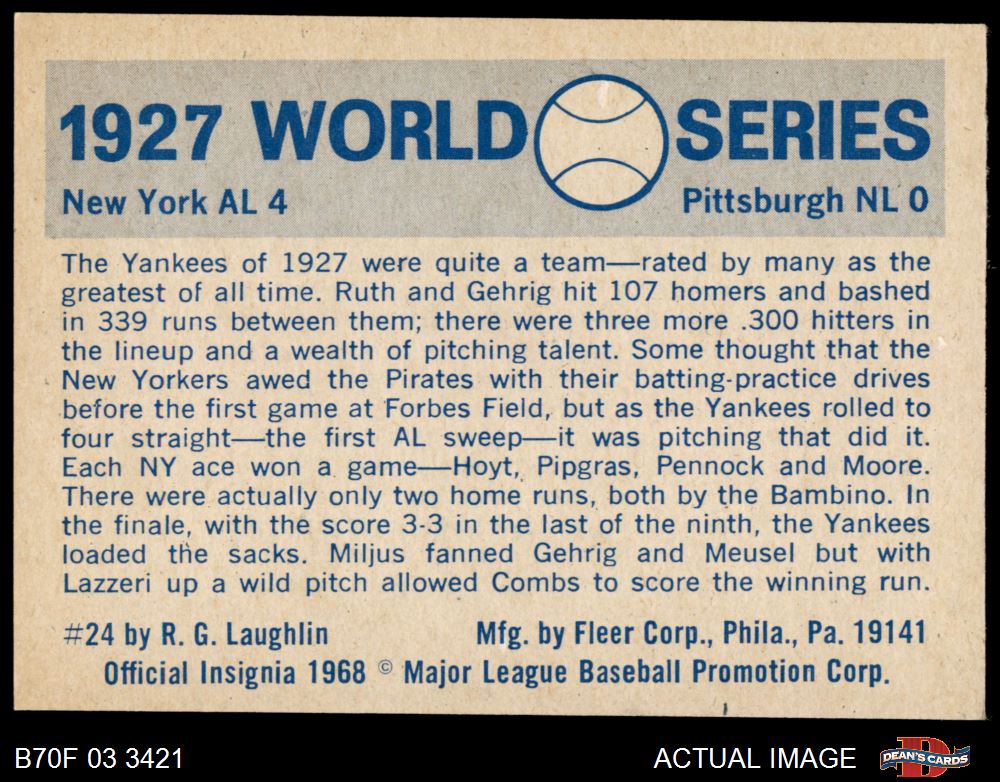 1927 WORLD SERIES
New York AL 4
Pittsburgh NL 0
The Yankees of 1927 were quite a team—rated by many as the
greatest of all time. Ruth and Gehrig hit 107 homers and bashed
in 339 runs between them; there were three more .300 hitters in
the lineup and a wealth of pitching talent. Some thought that the
New Yorkers awed the Pirates with their batting-practice drives
before the first game at Forbes Field, but as the Yankees rolled to
four straight—the first AL sweep—it was pitching that did it.
Each NY ace won a game—Hoyt, Pipgras, Pennock and Moore.
There were actually only two home runs, both by the Bambino. In
the finale, with the score 3-3 in the last of the ninth, the Yankees
loaded the sacks. Miljus fanned Gehrig and Meusel but with
Lazzeri up a wild pitch allowed Combs to score the winning run.
#24 by R. G. Laughlin
Mfg. by Fleer Corp., Phila., Pa. 19141
Official Insignia 1968 © Major League Baseball Promotion Corp.
B70F 03 3421
ACTUAL IMAGE
DEAN'S CARDS